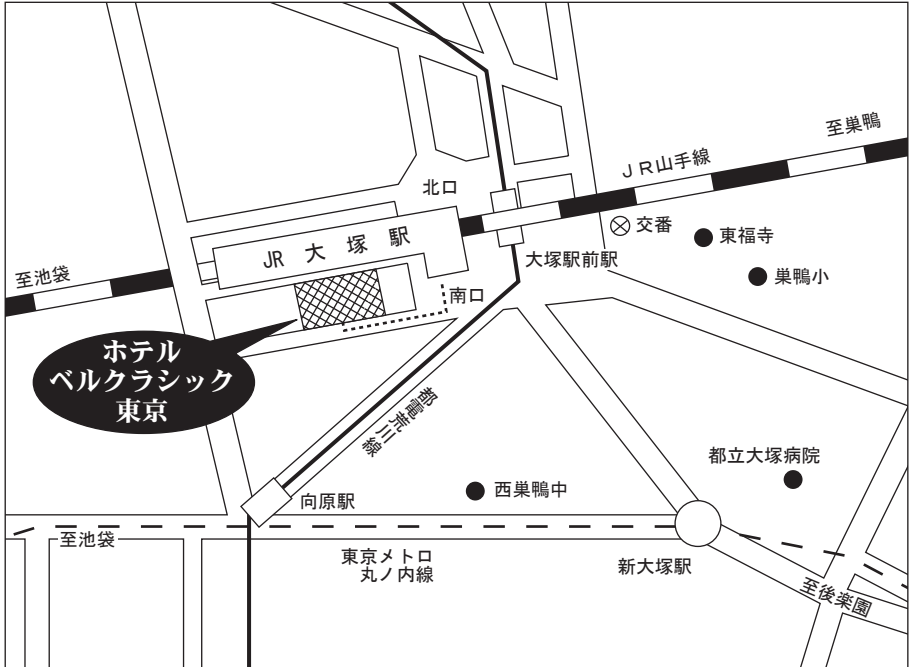 至巣鴨
JR山手線
北口
交番
東福寺
JR 大塚駅
大塚駅前駅
巣鴨小
至池袋
南口
ホテル
ベルクラシック
東京
都電荒川線
都立大塚病院
西巣鴨中
向原駅
至池袋
東京メトロ
丸ノ内線
新大塚駅
至後楽園